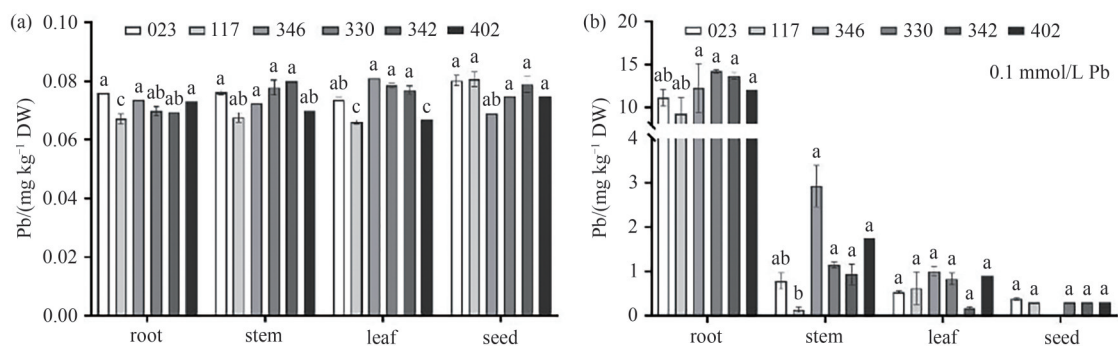 (a)
023 117 346 330 342 402
Pb/(mg kg⁻¹ DW)
0.10
0.08
0.06
0.04
0.02
0.00
a c a ab ab a
a ab a a a ab
ab c a a a c
a a ab a a a
root stem leaf seed
(b)
023 117 346 330 342 402
0.1 mmol/L Pb
Pb/(mg kg⁻¹ DW)
20
15
10
4
3
2
1
0
ab ab a a a a
ab b a a a a
a a a a a a
a a a a a
root stem leaf seed